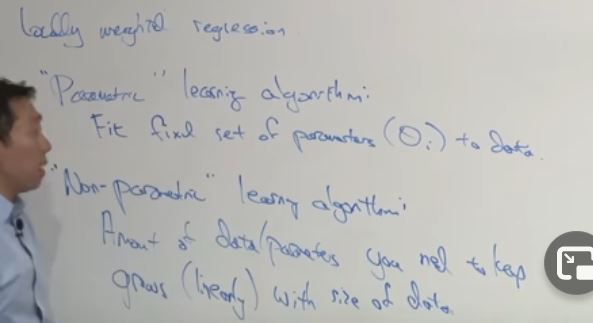 Locally weighted regression
"Parametric" learning algorithm:
Fit fixed set of parameters (θi) to data.
"Non-parametric" learning algorithm:
Amount of data/parameters you need to keep
grows (linearly) with size of data.